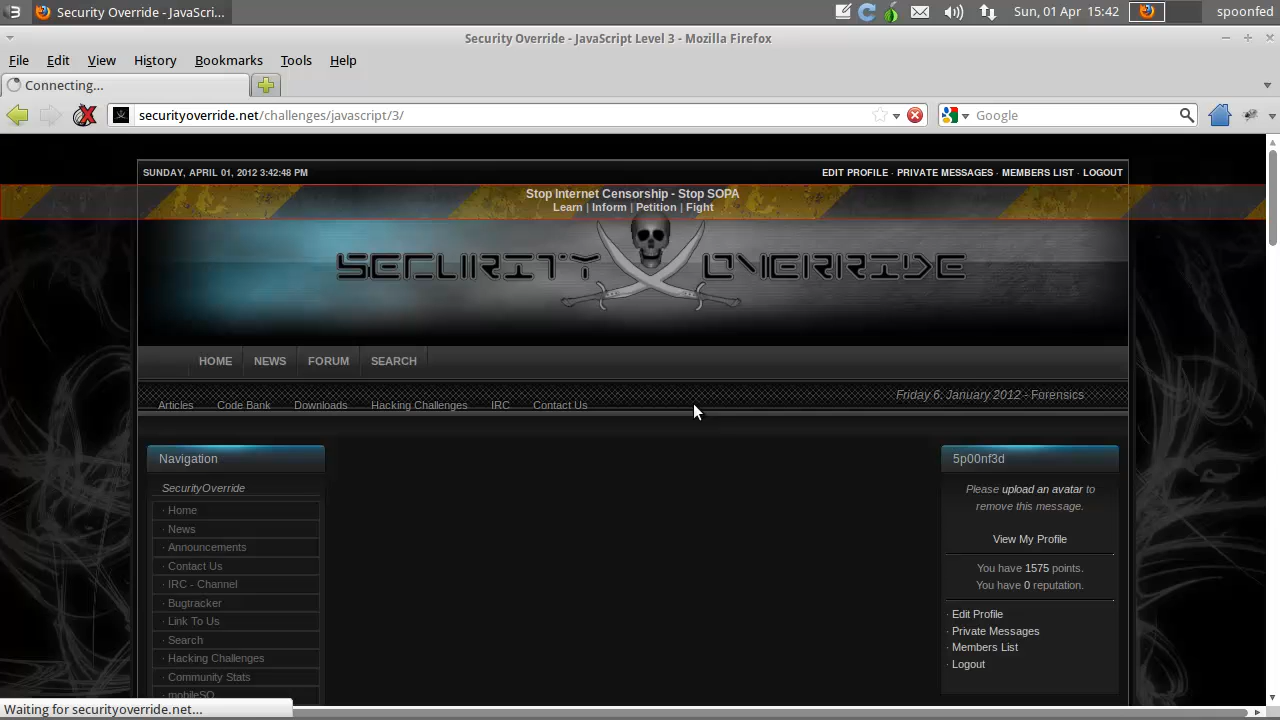 Security Override - JavaScri...
Sun, 01 Apr 15:42
spoonfed
Security Override - JavaScript Level 3 - Mozilla Firefox
File Edit View History Bookmarks Tools Help
Connecting...
securityoverride.net/challenges/javascript/3/
Google
SUNDAY, APRIL 01, 2012 3:42:48 PM
EDIT PROFILE · PRIVATE MESSAGES · MEMBERS LIST · LOGOUT
Stop Internet Censorship - Stop SOPA
Learn | Inform | Petition | Fight
SECURITY OVERRIDE
HOME NEWS FORUM SEARCH
Friday 6. January 2012 - Forensics
Articles Code Bank Downloads Hacking Challenges IRC Contact Us
Navigation
SecurityOverride
· Home
· News
· Announcements
· Contact Us
· IRC - Channel
· Bugtracker
· Link To Us
· Search
· Hacking Challenges
· Community Stats
· mobileSO
5p00nf3d
Please upload an avatar to
remove this message.
View My Profile
You have 1575 points.
You have 0 reputation.
· Edit Profile
· Private Messages
· Members List
· Logout
Waiting for securityoverride.net...